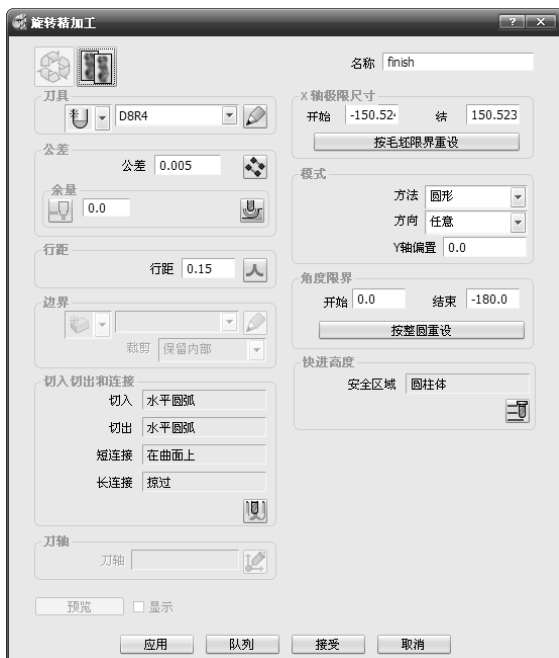 旋转精加工
名称 finish
刀具
D8R4
公差
公差 0.005
余量
0.0
行距
行距 0.15
边界
裁剪 保留内部
切入切出和连接
切入 水平圆弧
切出 水平圆弧
短连接 在曲面上
长连接 掠过
刀轴
刀轴
预览 显示
X轴极限尺寸
开始 -150.52 结 150.523
按毛坯限界重设
模式
方法 圆形
方向 任意
Y轴偏置 0.0
角度限界
开始 0.0 结束 -180.0
按整圆重设
快进高度
安全区域 圆柱体
应用 队列 接受 取消